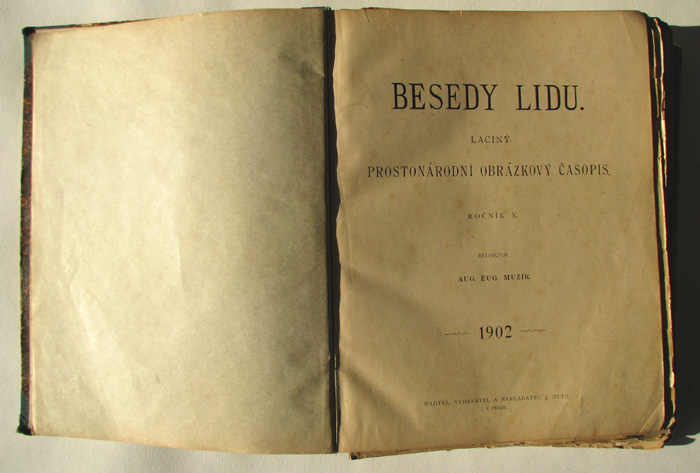 BESEDY LIDU.
LACINÝ
PROSTONÁRODNÍ OBRÁZKOVÝ ČASOPIS.
ROČNÍK X.
REDAKTOR
AUG. EUG. MUŽÍK.
1902
MAJITEL, VYDAVATEL A NAKLADATEL J. OTTO
V PRAZE.